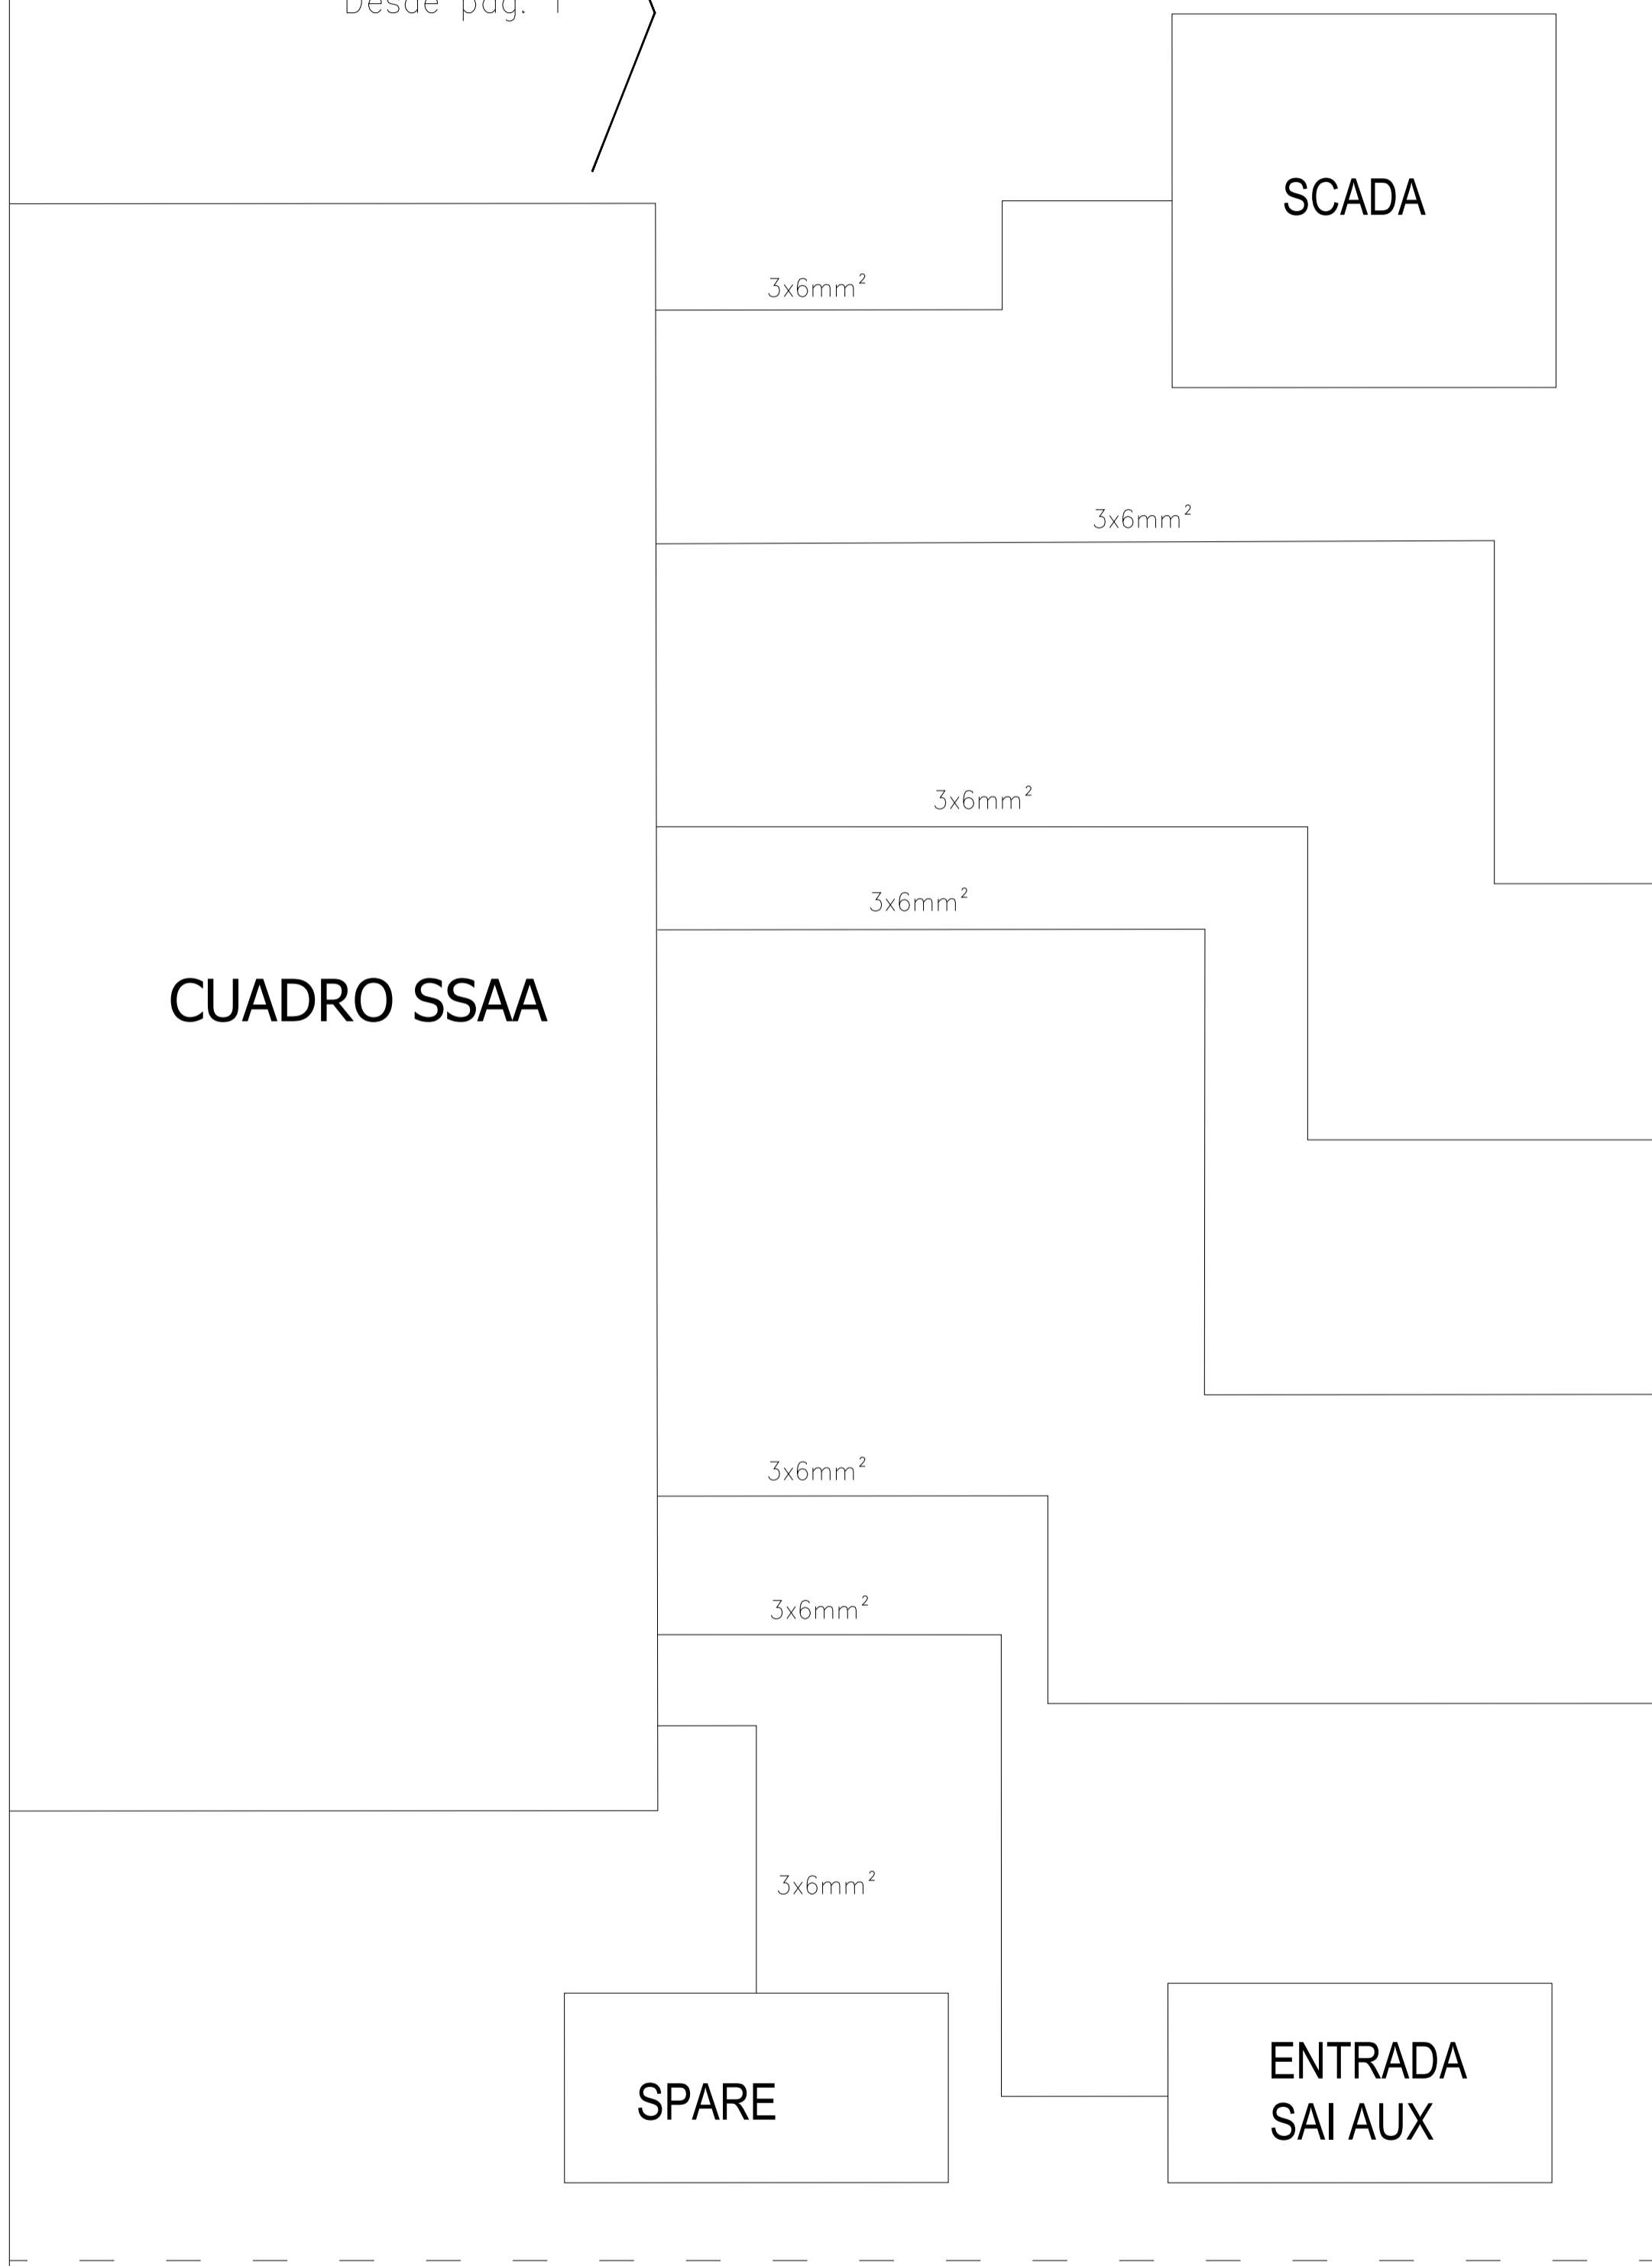 Desde pág. 1
SCADA
3x6mm²
3x6mm²
3x6mm²
3x6mm²
CUADRO SSAA
3x6mm²
3x6mm²
3x6mm²
SPARE
ENTRADA
SAI AUX